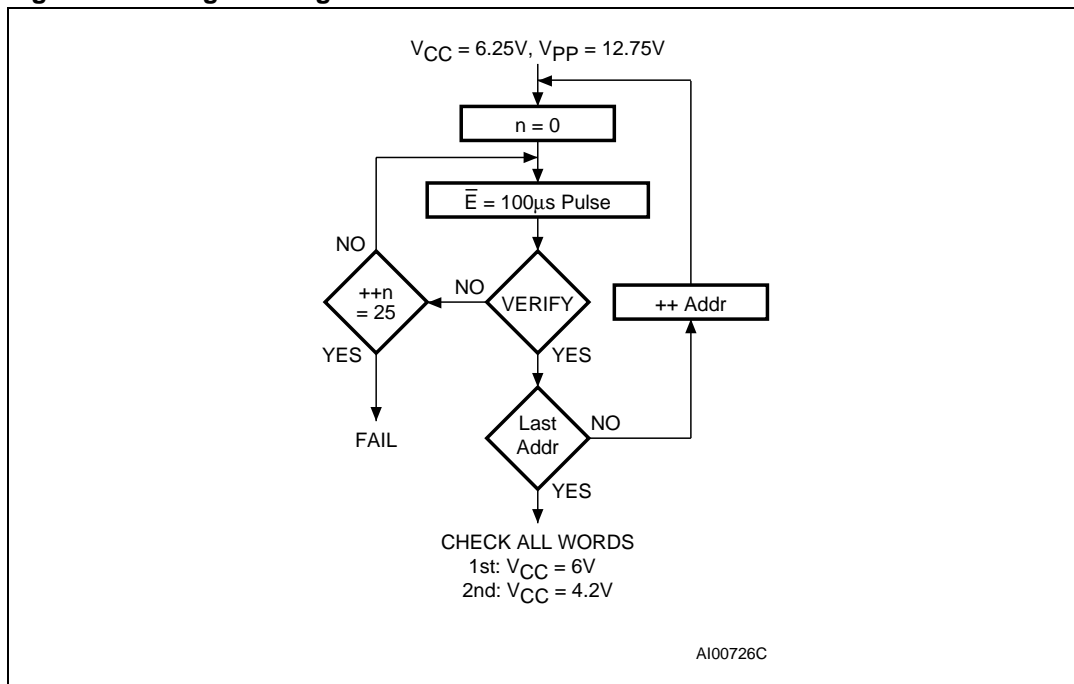 VCC = 6.25V, VPP = 12.75V
n = 0
E̅ = 100μs Pulse
NO
++n
= 25
NO
VERIFY
++ Addr
YES
YES
FAIL
Last
Addr
NO
YES
CHECK ALL WORDS
1st: VCC = 6V
2nd: VCC = 4.2V
AI00726C